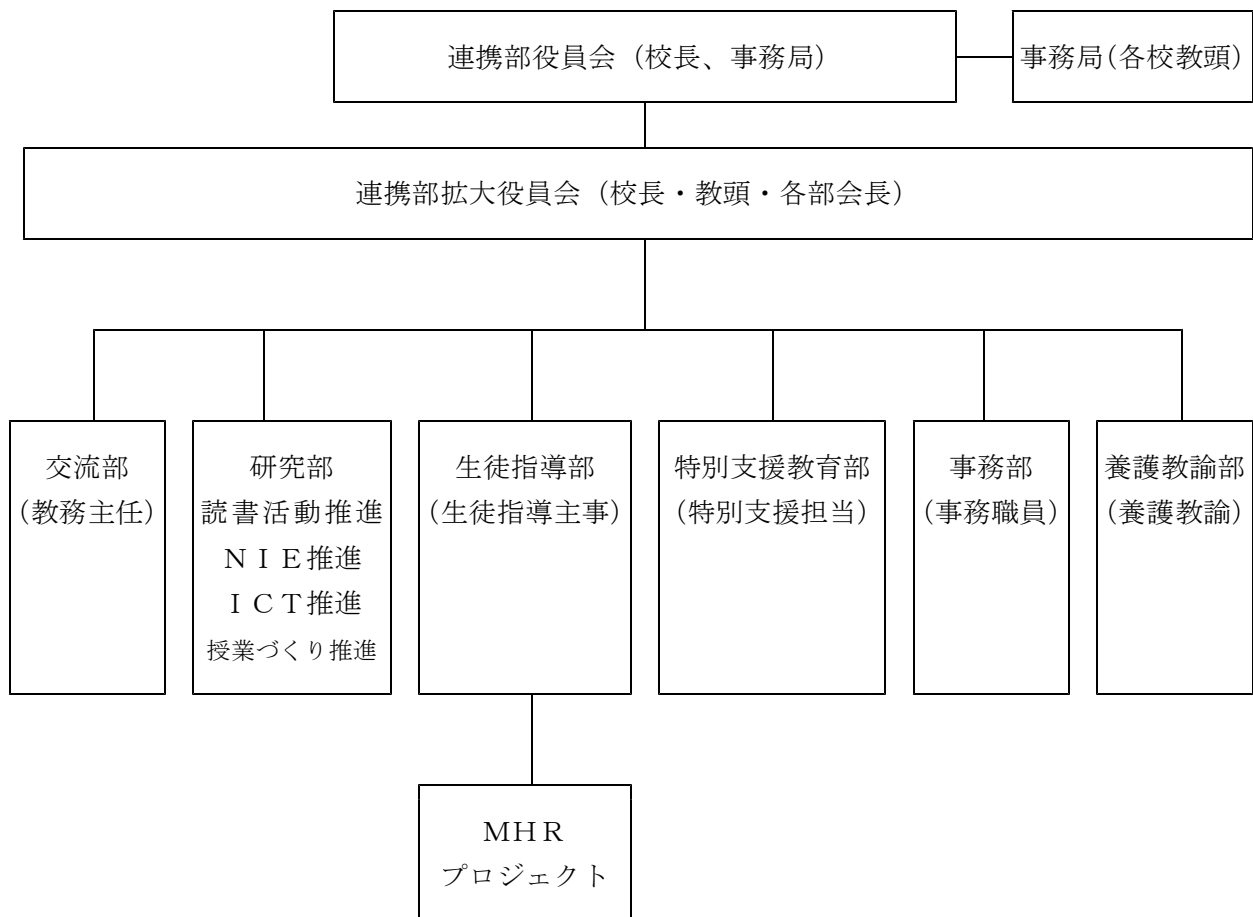 連携部役員会（校長、事務局）
事務局（各校教頭）
連携部拡大役員会（校長・教頭・各部会長）
交流部
（教務主任）
研究部
読書活動推進
ＮＩＥ推進
ＩＣＴ推進
授業づくり推進
生徒指導部
（生徒指導主事）
特別支援教育部
（特別支援担当）
事務部
（事務職員）
養護教諭部
（養護教諭）
ＭＨＲ
プロジェクト